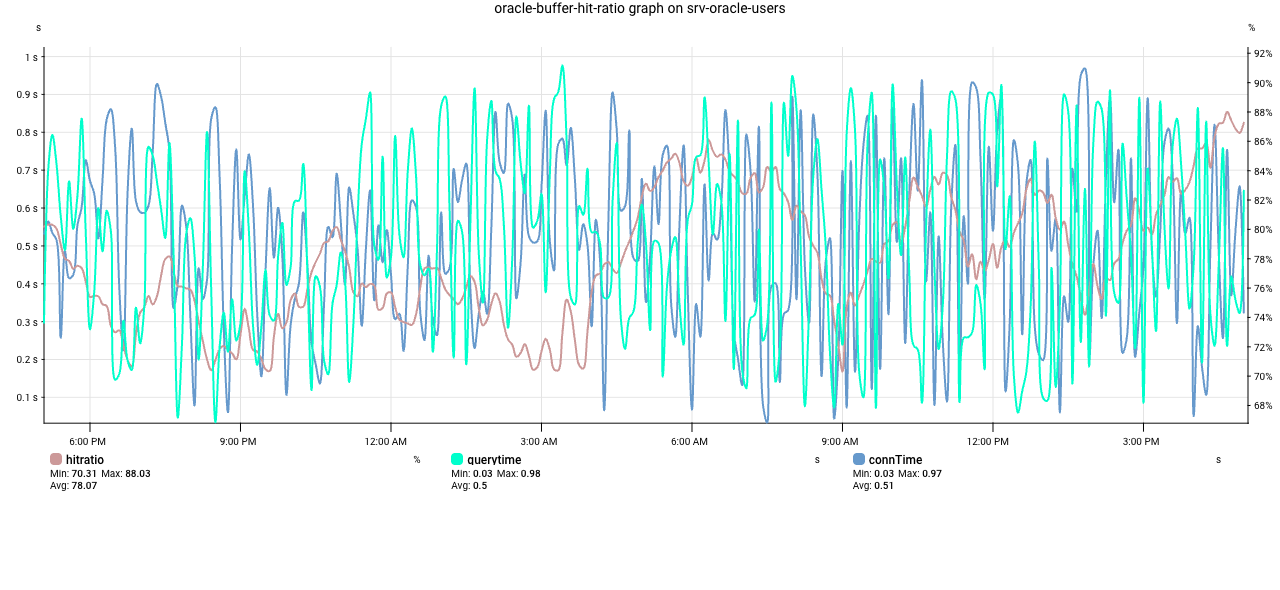 oracle-buffer-hit-ratio graph on srv-oracle-users
s %
1 s
0.9 s
0.8 s
0.7 s
0.6 s
0.5 s
0.4 s
0.3 s
0.2 s
0.1 s
92%
90%
88%
86%
84%
82%
80%
78%
76%
74%
72%
70%
68%
6:00 PM 9:00 PM 12:00 AM 3:00 AM 6:00 AM 9:00 AM 12:00 PM 3:00 PM
hitratio % querytime s connTime s
Min: 70.31 Max: 88.03 Min: 0.03 Max: 0.98 Min: 0.03 Max: 0.97
Avg: 78.07 Avg: 0.5 Avg: 0.51